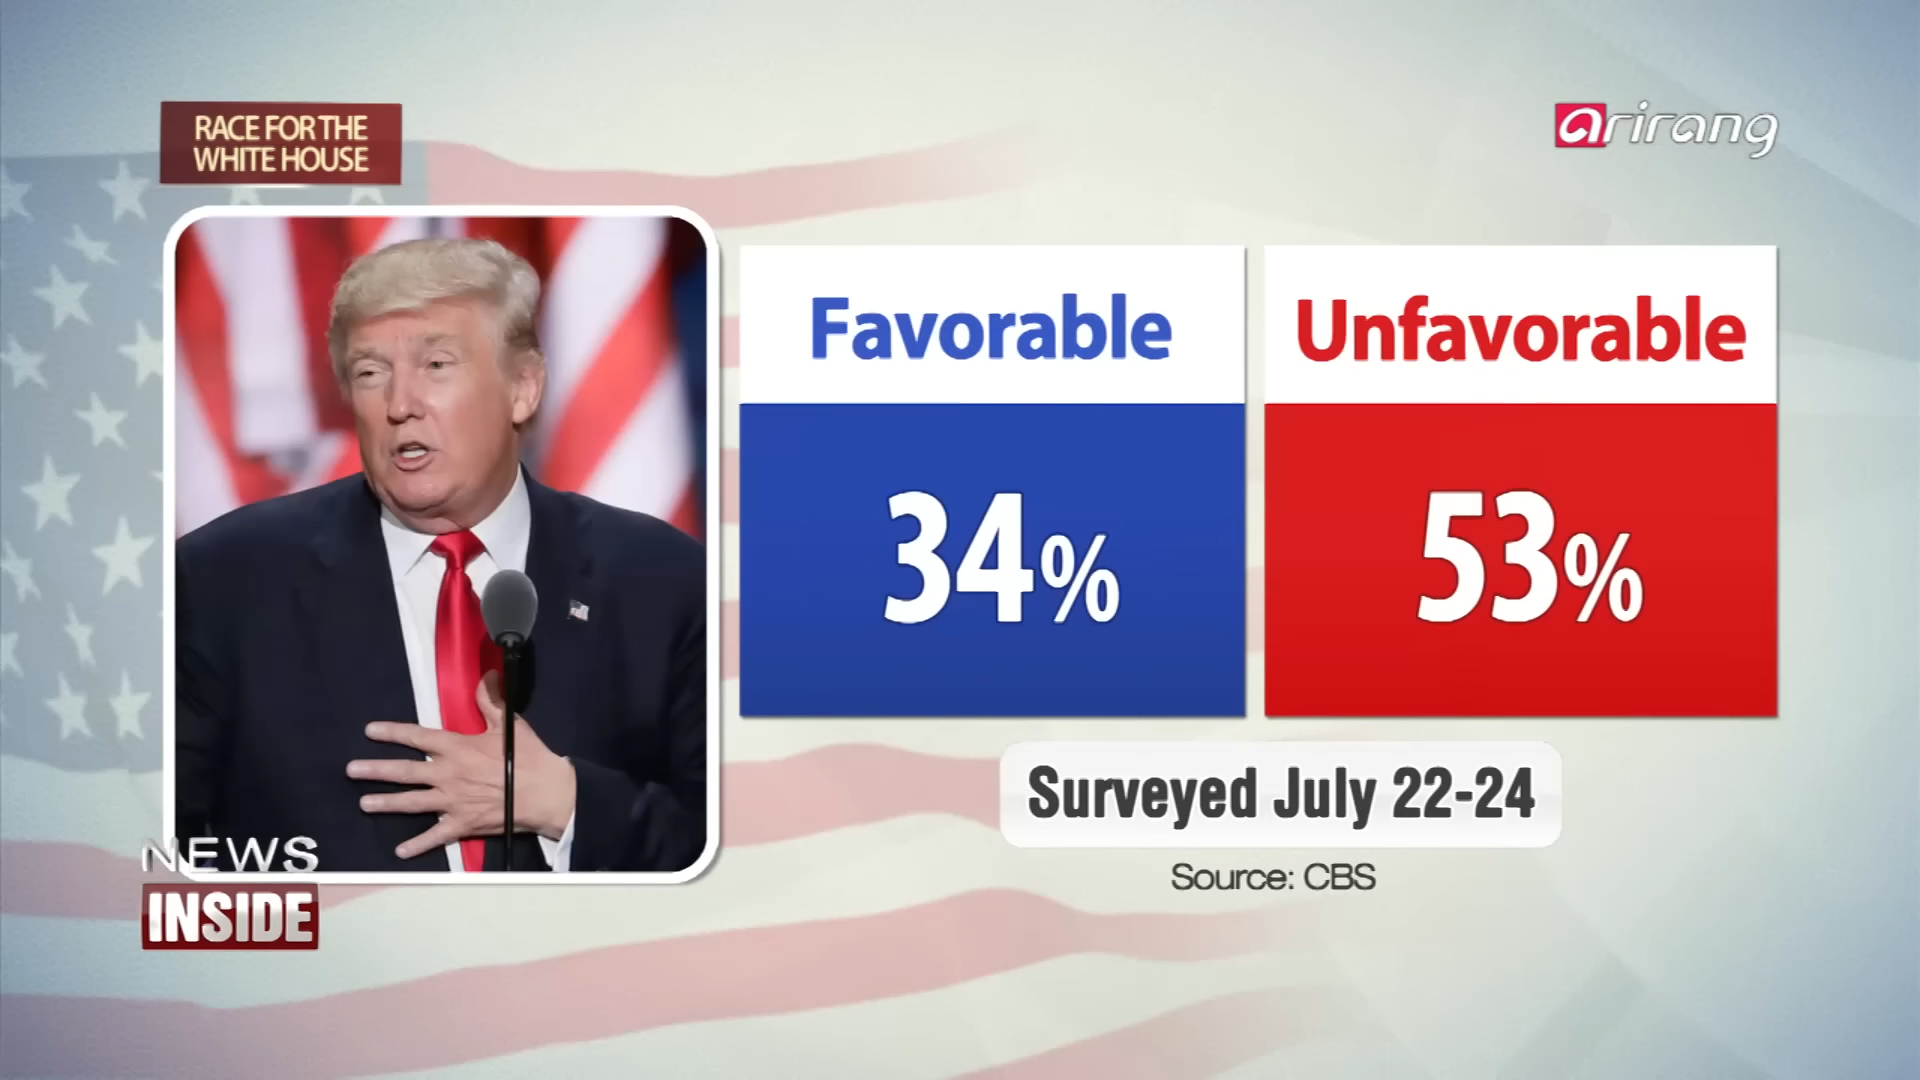 RACE FOR THE
WHITE HOUSE
arirang
Favorable
Unfavorable
34%
53%
Surveyed July 22-24
Source: CBS
NEWS
INSIDE